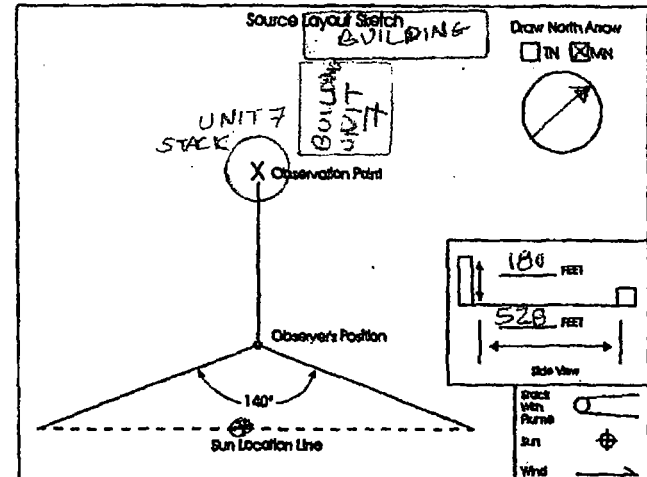 Source Layout Sketch
BUILDING
Draw North Arrow
TN MN
BUILDING
UNIT
7
UNIT 7
STACK
X Observation Point
180 FEET
528 FEET
Side View
Observer's Position
140°
Sun Location Line
Stack
With
Plume
Sun
Wind